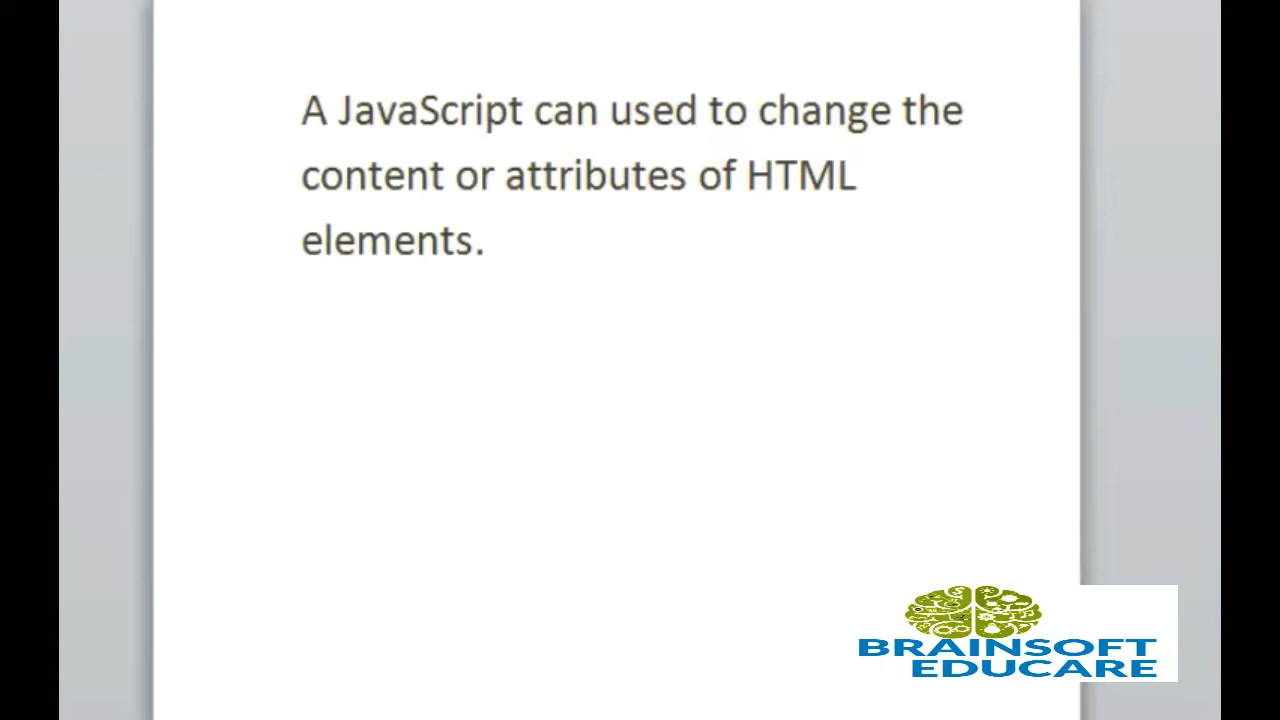 A JavaScript can used to change the
content or attributes of HTML
elements.
BRAINSOFT
EDUCARE